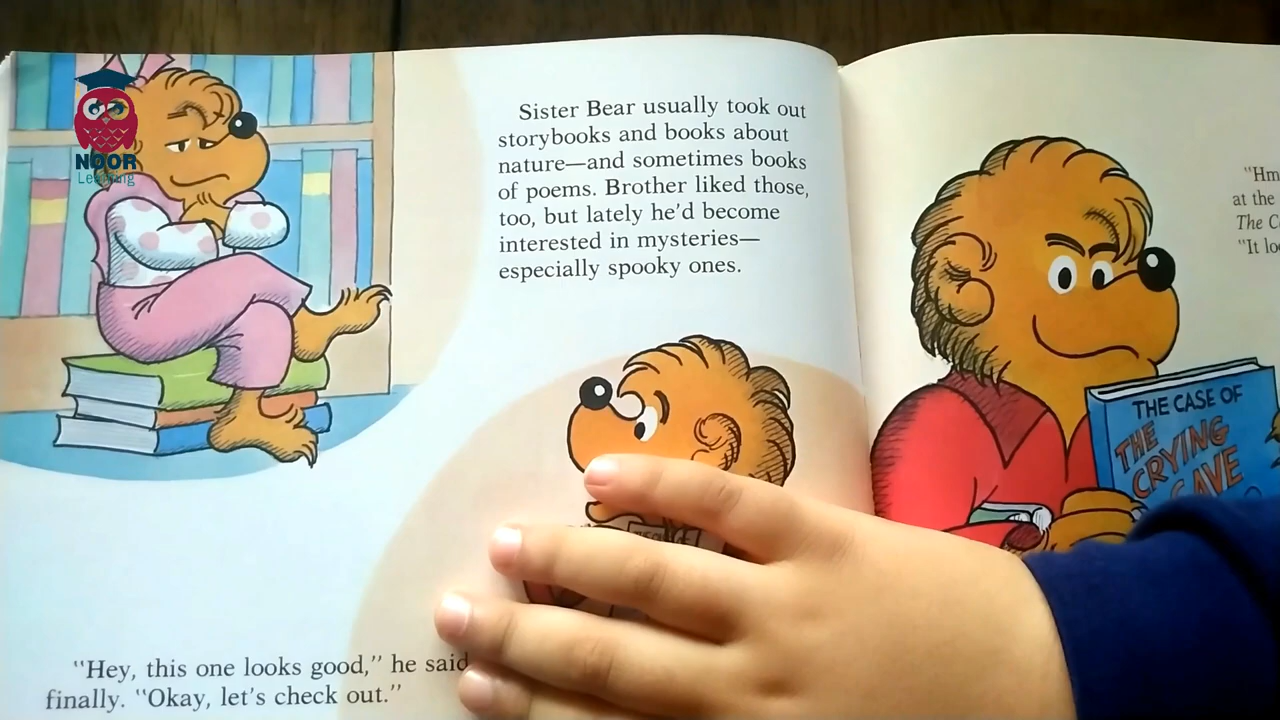 NOOR
Learning
Sister Bear usually took out
storybooks and books about
nature—and sometimes books
of poems. Brother liked those,
too, but lately he'd become
interested in mysteries—
especially spooky ones.
"Hey, this one looks good," he said
finally. "Okay, let's check out."
"Hm
at the
The C
"It lo
THE CASE OF
THE
CRYING
CAVE